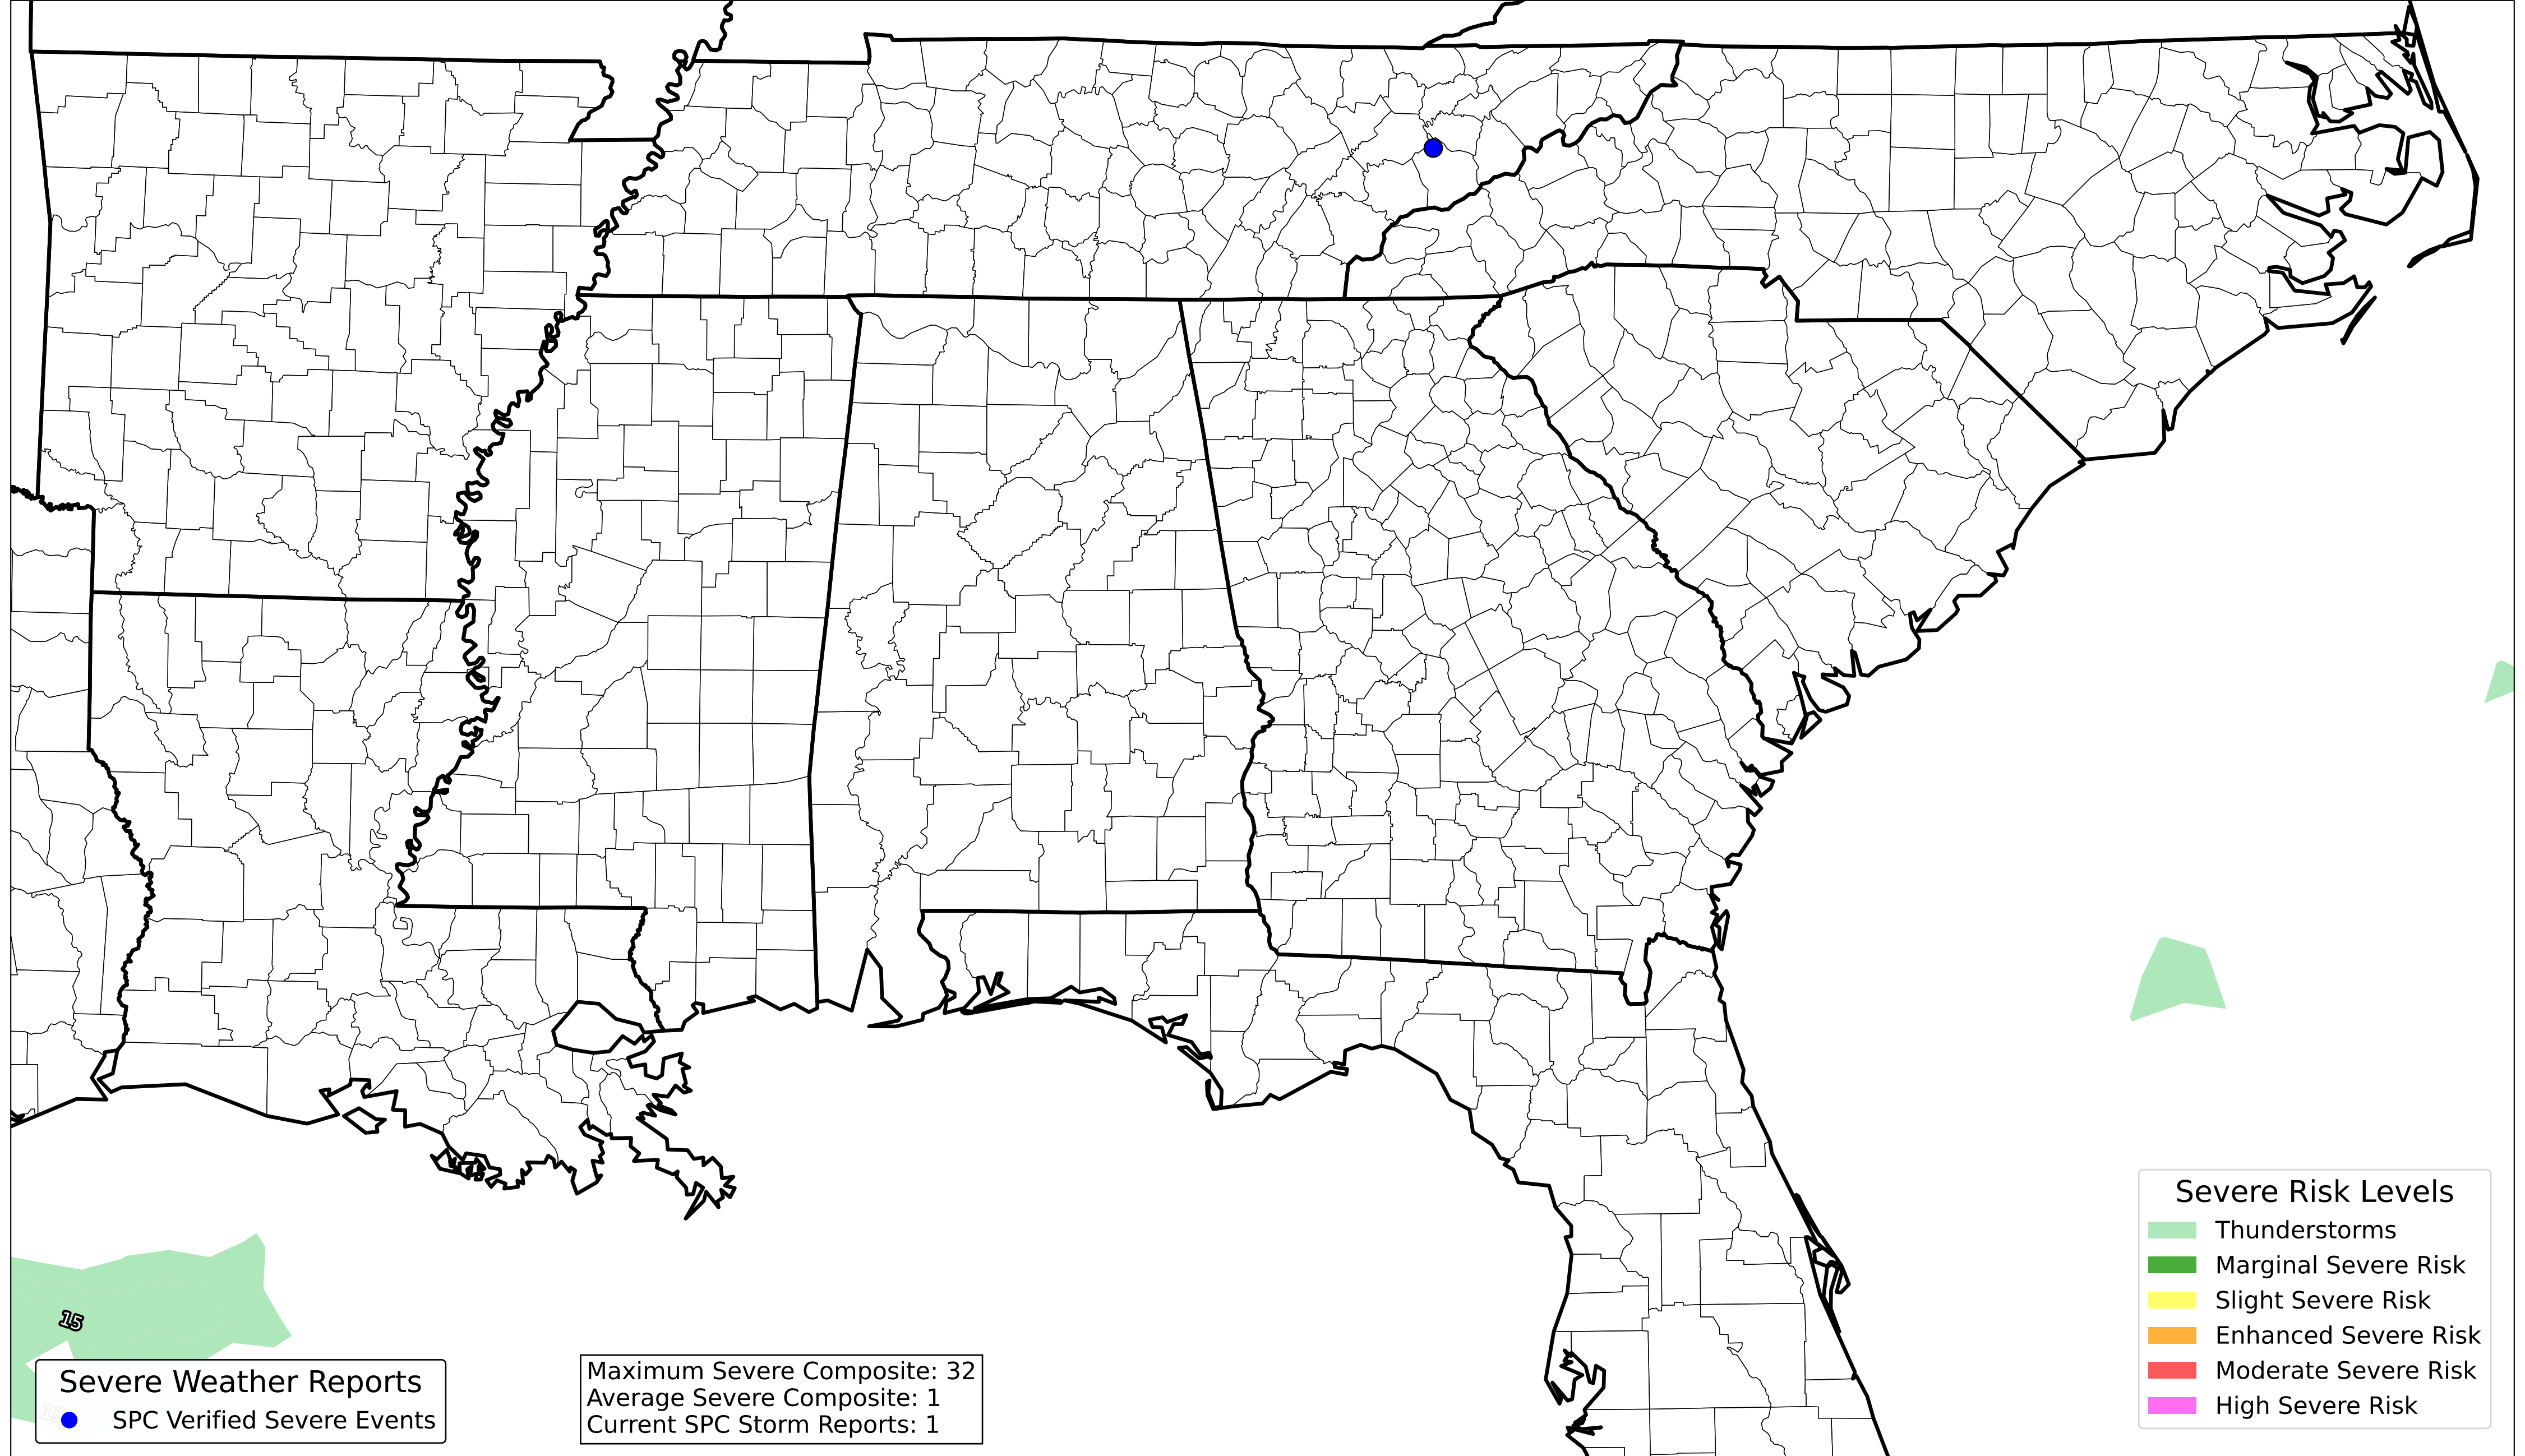 15
Severe Weather Reports
SPC Verified Severe Events
Maximum Severe Composite: 32
Average Severe Composite: 1
Current SPC Storm Reports: 1
Severe Risk Levels
Thunderstorms
Marginal Severe Risk
Slight Severe Risk
Enhanced Severe Risk
Moderate Severe Risk
High Severe Risk